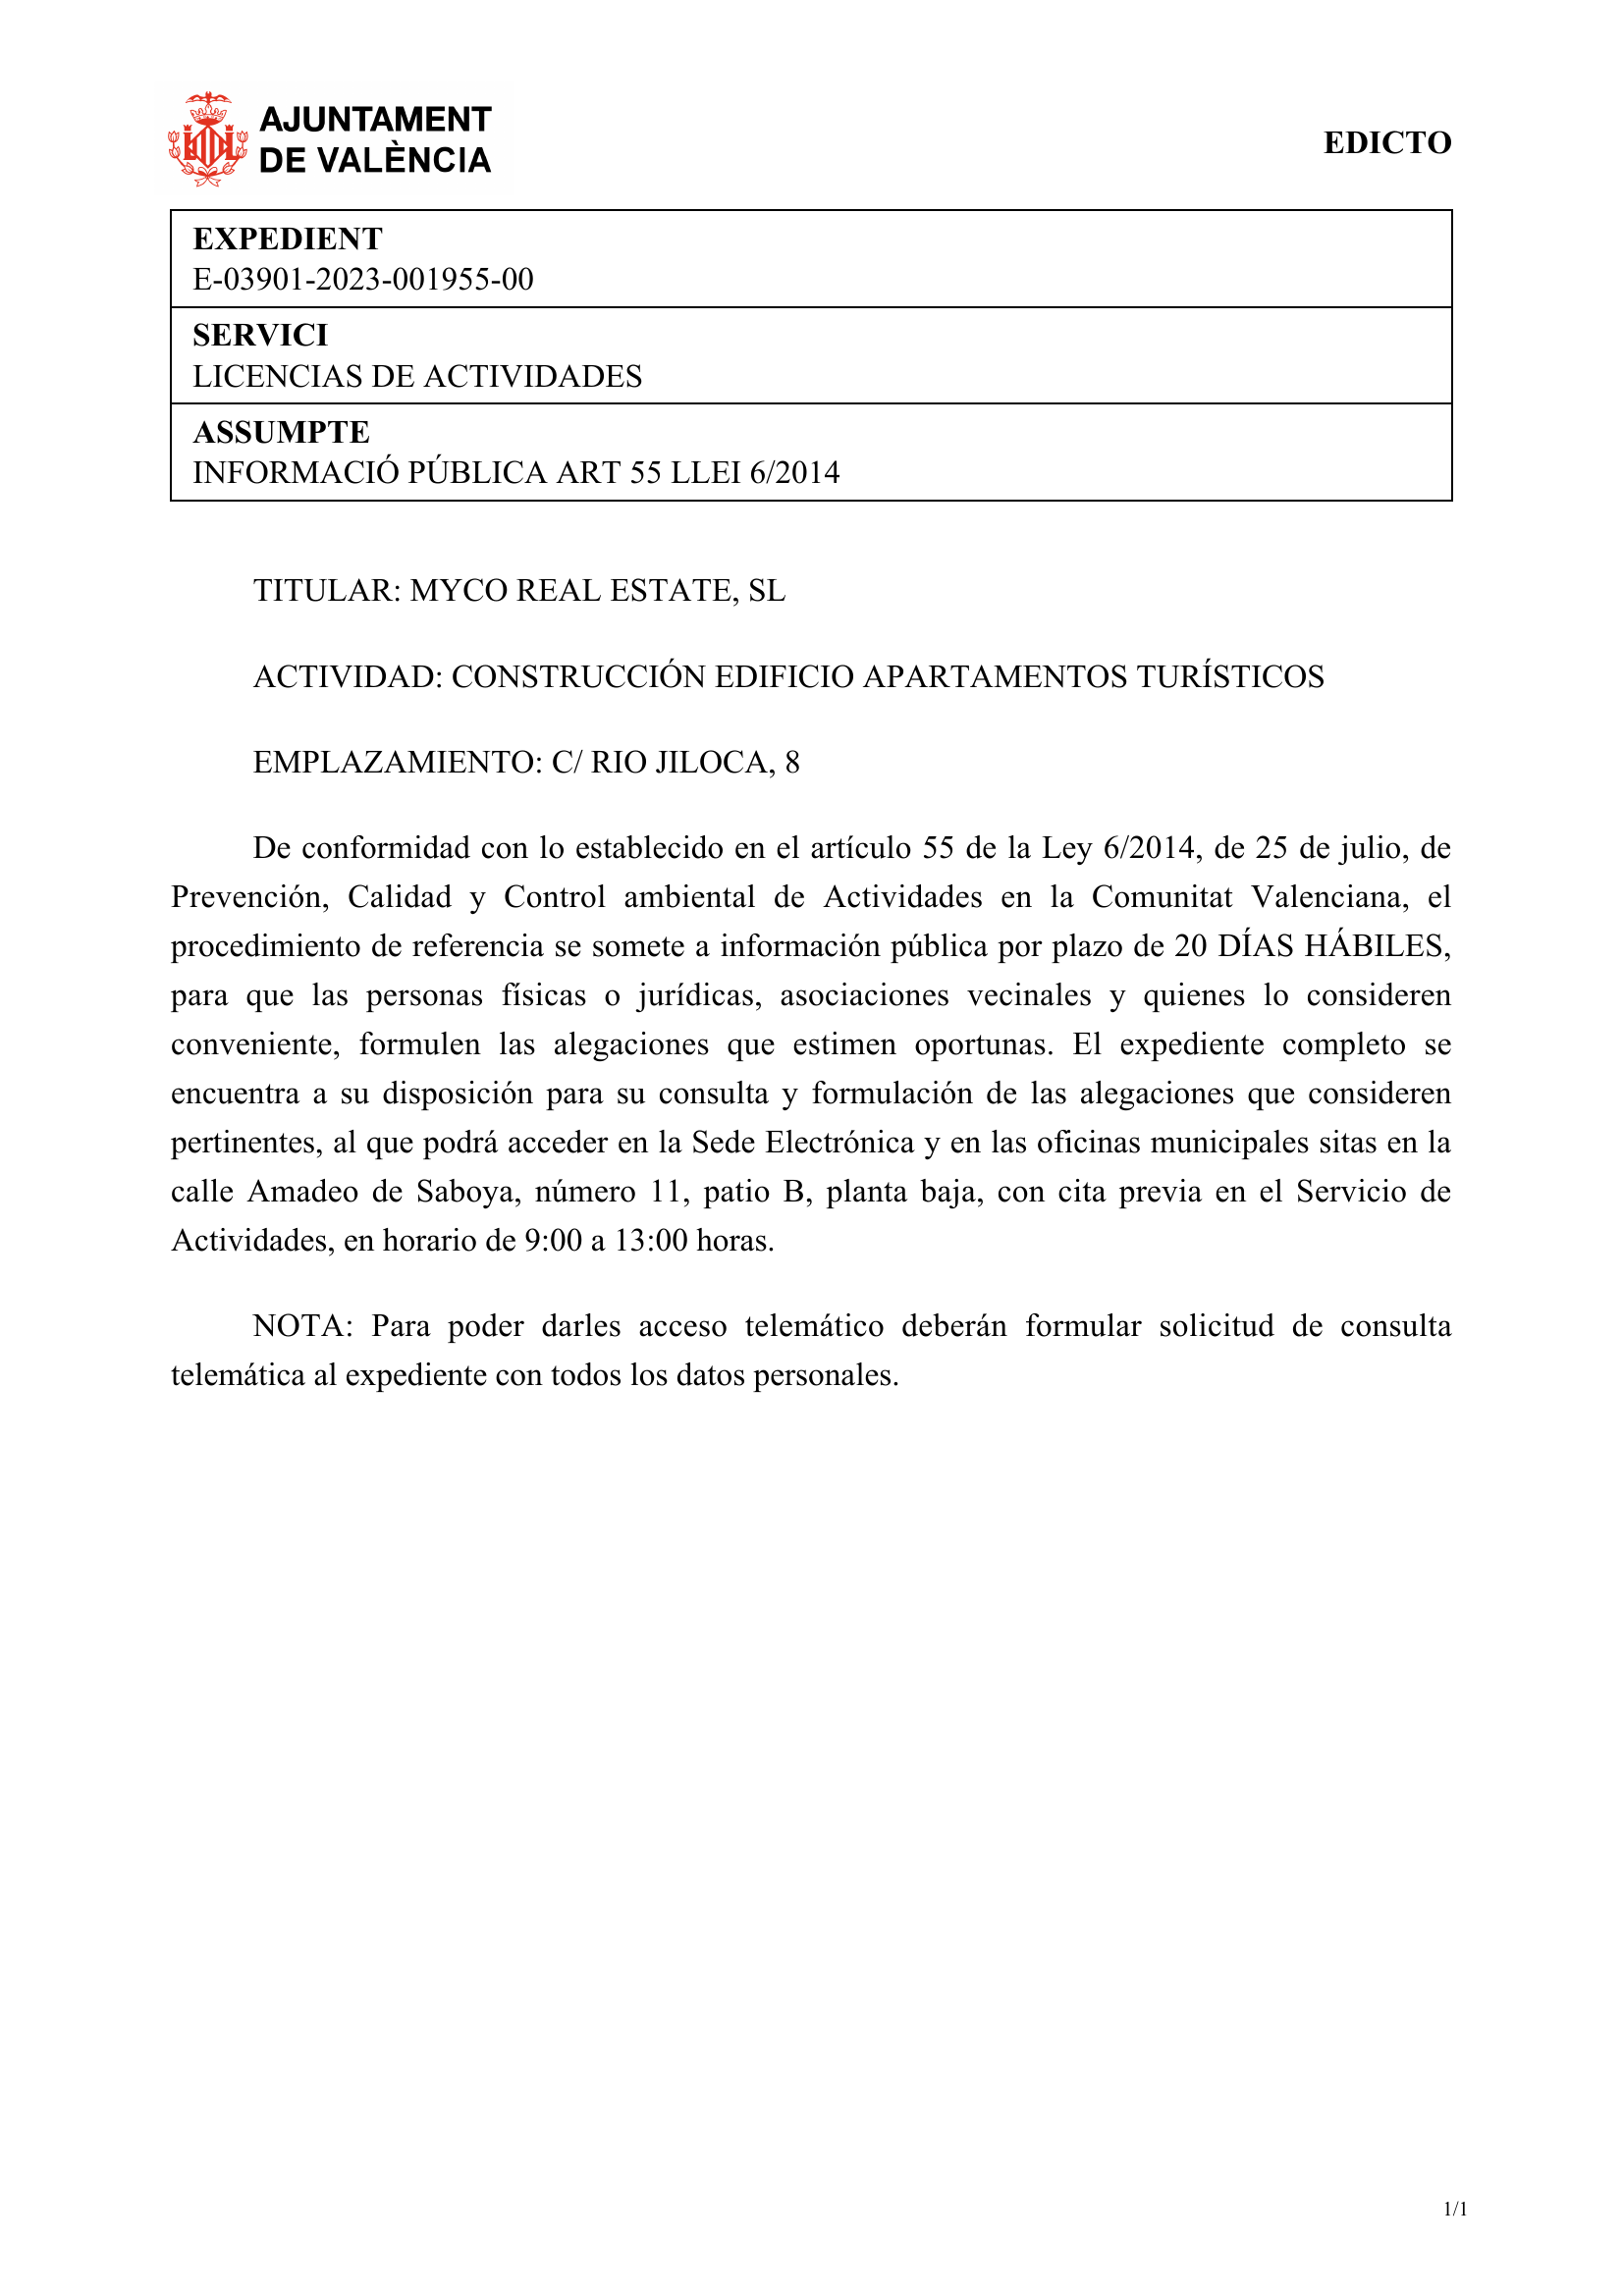 AJUNTAMENT
DE VALÈNCIA
EDICTO
EXPEDIENT
E-03901-2023-001955-00
SERVICI
LICENCIAS DE ACTIVIDADES
ASSUMPTE
INFORMACIÓ PÚBLICA ART 55 LLEI 6/2014
TITULAR: MYCO REAL ESTATE, SL
ACTIVIDAD: CONSTRUCCIÓN EDIFICIO APARTAMENTOS TURÍSTICOS
EMPLAZAMIENTO: C/ RIO JILOCA, 8
De conformidad con lo establecido en el artículo 55 de la Ley 6/2014, de 25 de julio, de
Prevención, Calidad y Control ambiental de Actividades en la Comunitat Valenciana, el
procedimiento de referencia se somete a información pública por plazo de 20 DÍAS HÁBILES,
para que las personas físicas o jurídicas, asociaciones vecinales y quienes lo consideren
conveniente, formulen las alegaciones que estimen oportunas. El expediente completo se
encuentra a su disposición para su consulta y formulación de las alegaciones que consideren
pertinentes, al que podrá acceder en la Sede Electrónica y en las oficinas municipales sitas en la
calle Amadeo de Saboya, número 11, patio B, planta baja, con cita previa en el Servicio de
Actividades, en horario de 9:00 a 13:00 horas.
NOTA: Para poder darles acceso telemático deberán formular solicitud de consulta
telemática al expediente con todos los datos personales.
1/1